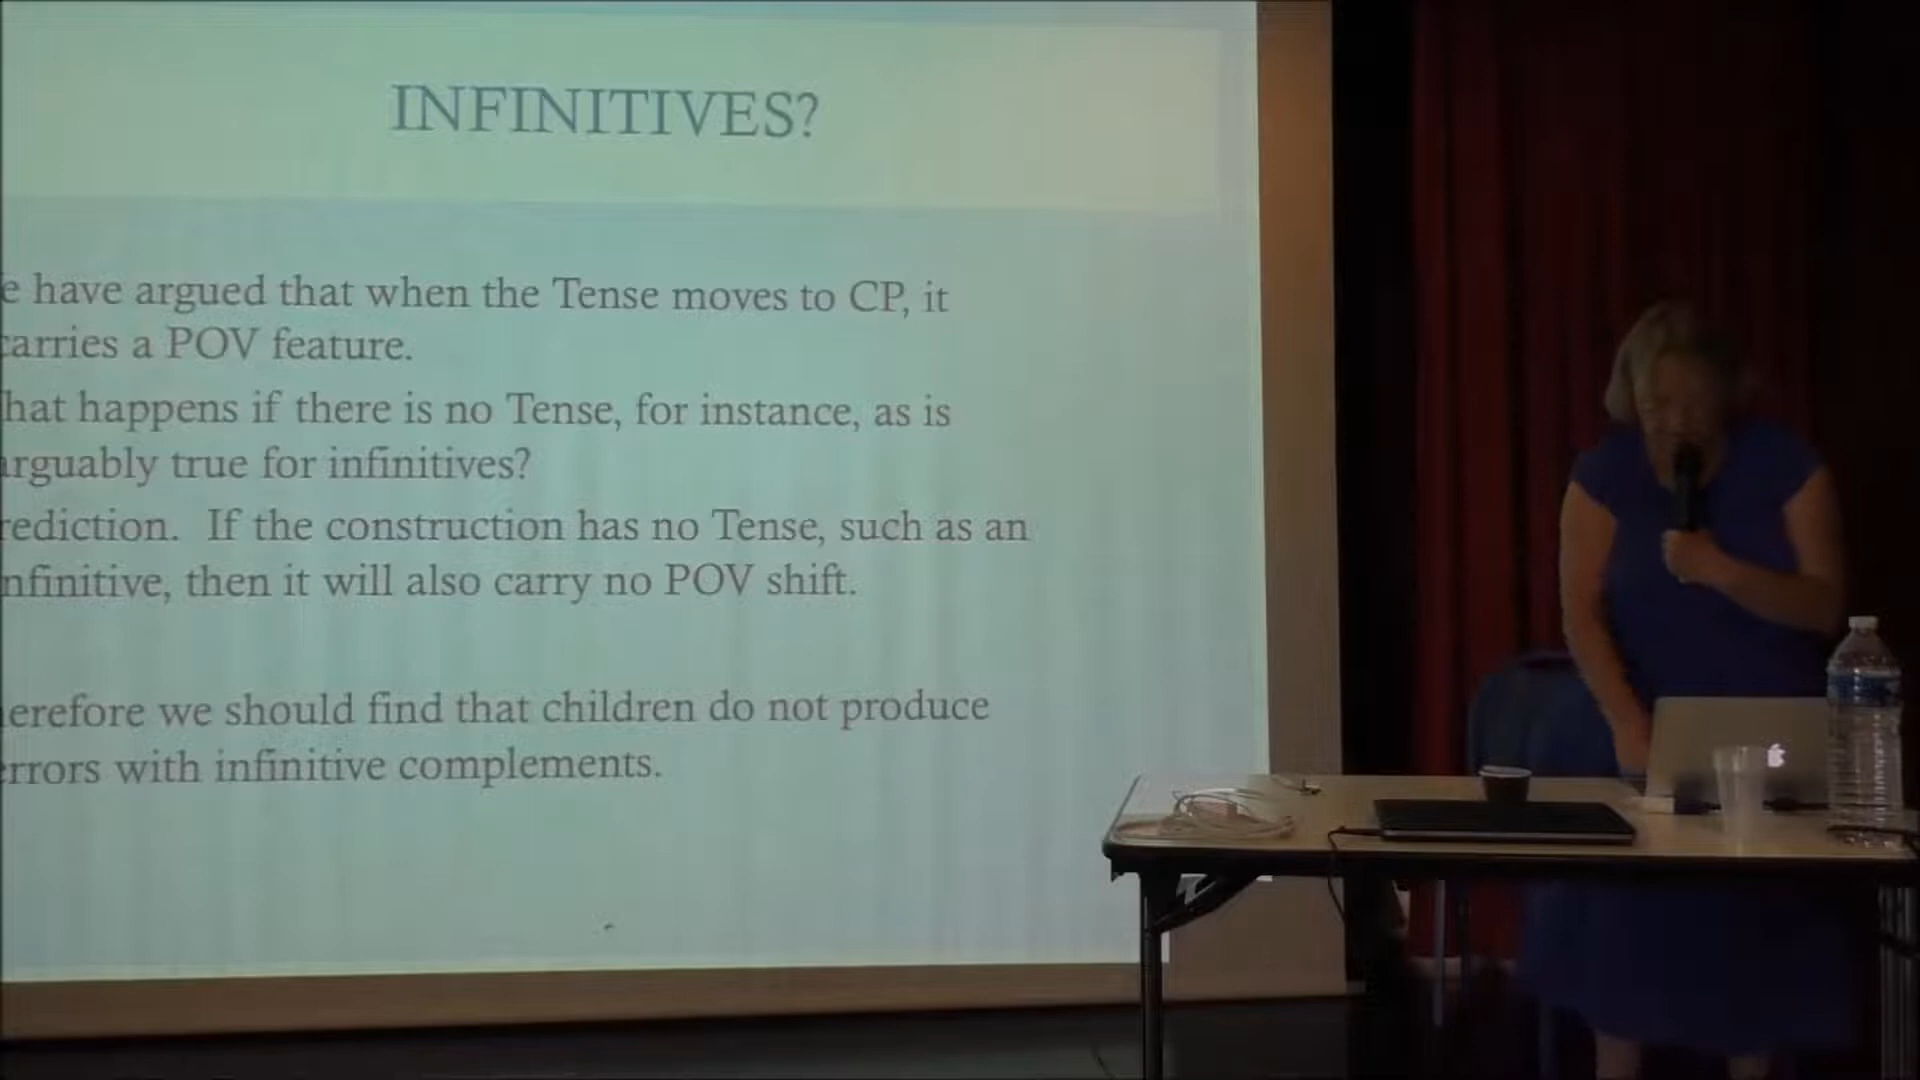 INFINITIVES?
e have argued that when the Tense moves to CP, it
carries a POV feature.
hat happens if there is no Tense, for instance, as is
arguably true for infinitives?
rediction. If the construction has no Tense, such as an
nfinitive, then it will also carry no POV shift.
erefore we should find that children do not produce
errors with infinitive complements.